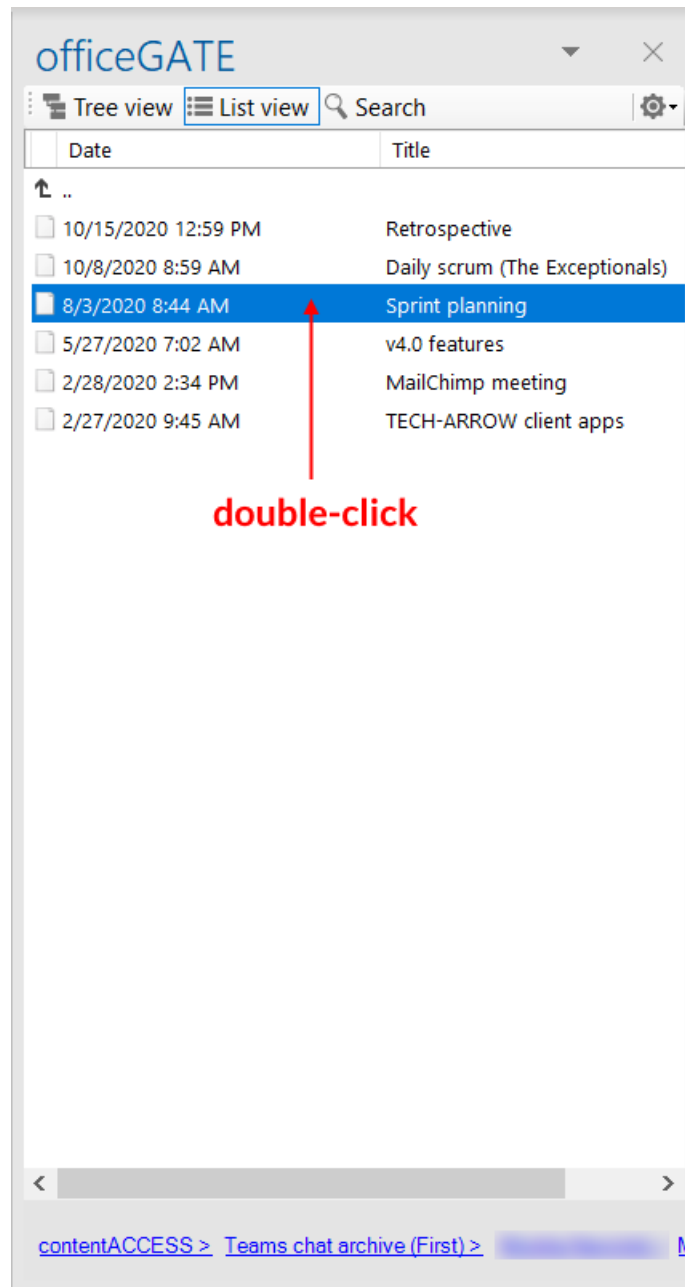 officeGATE
Tree view List view Search
Date Title
..
10/15/2020 12:59 PM Retrospective
10/8/2020 8:59 AM Daily scrum (The Exceptionals)
8/3/2020 8:44 AM Sprint planning
5/27/2020 7:02 AM v4.0 features
2/28/2020 2:34 PM MailChimp meeting
2/27/2020 9:45 AM TECH-ARROW client apps
double-click
contentACCESS > Teams chat archive (First) >